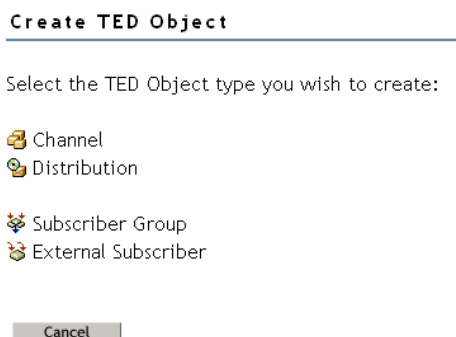 Create TED Object
Select the TED Object type you wish to create:
Channel
Distribution
Subscriber Group
External Subscriber
Cancel